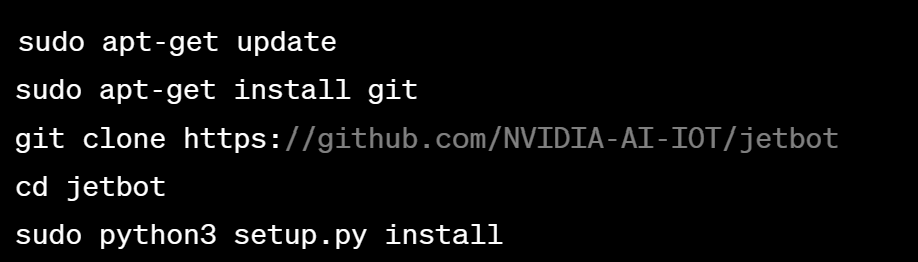 sudo apt-get update
sudo apt-get install git
git clone https://github.com/NVIDIA-AI-IOT/jetbot
cd jetbot
sudo python3 setup.py install